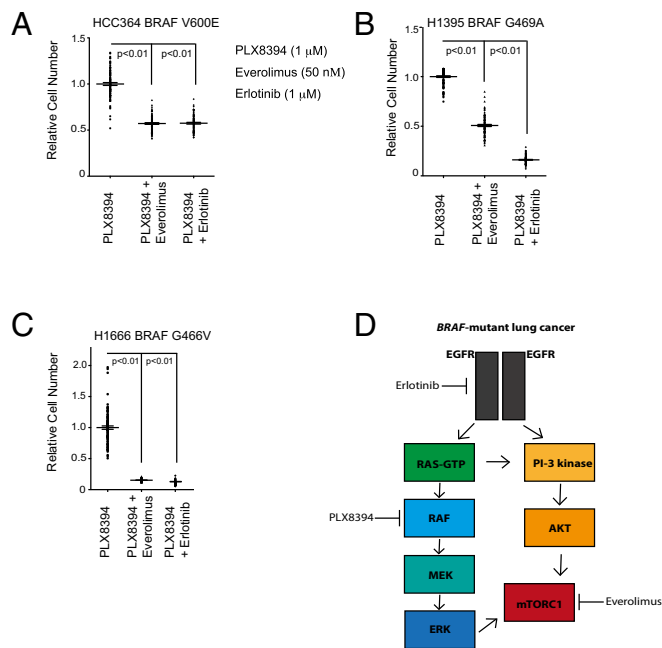 A
HCC364 BRAF V600E
Relative Cell Number
1.0
0.5
0
p<0.01
p<0.01
PLX8394
PLX8394 +
Everolimus
PLX8394
+ Erlotinib
PLX8394 (1 µM)
Everolimus (50 nM)
Erlotinib (1 µM)
B
H1395 BRAF G469A
Relative Cell Number
1.5
1.0
0.5
0
p<0.01
p<0.01
PLX8394
PLX8394 +
Everolimus
PLX8394
+ Erlotinib
C
H1666 BRAF G466V
Relative Cell Number
2.0
1.5
1.0
0.5
0
p<0.01
p<0.01
PLX8394
PLX8394 +
Everolimus
PLX8394
+ Erlotinib
D
BRAF-mutant lung cancer
EGFR
EGFR
Erlotinib
RAS-GTP
PI-3 kinase
PLX8394
RAF
AKT
MEK
mTORC1
Everolimus
ERK